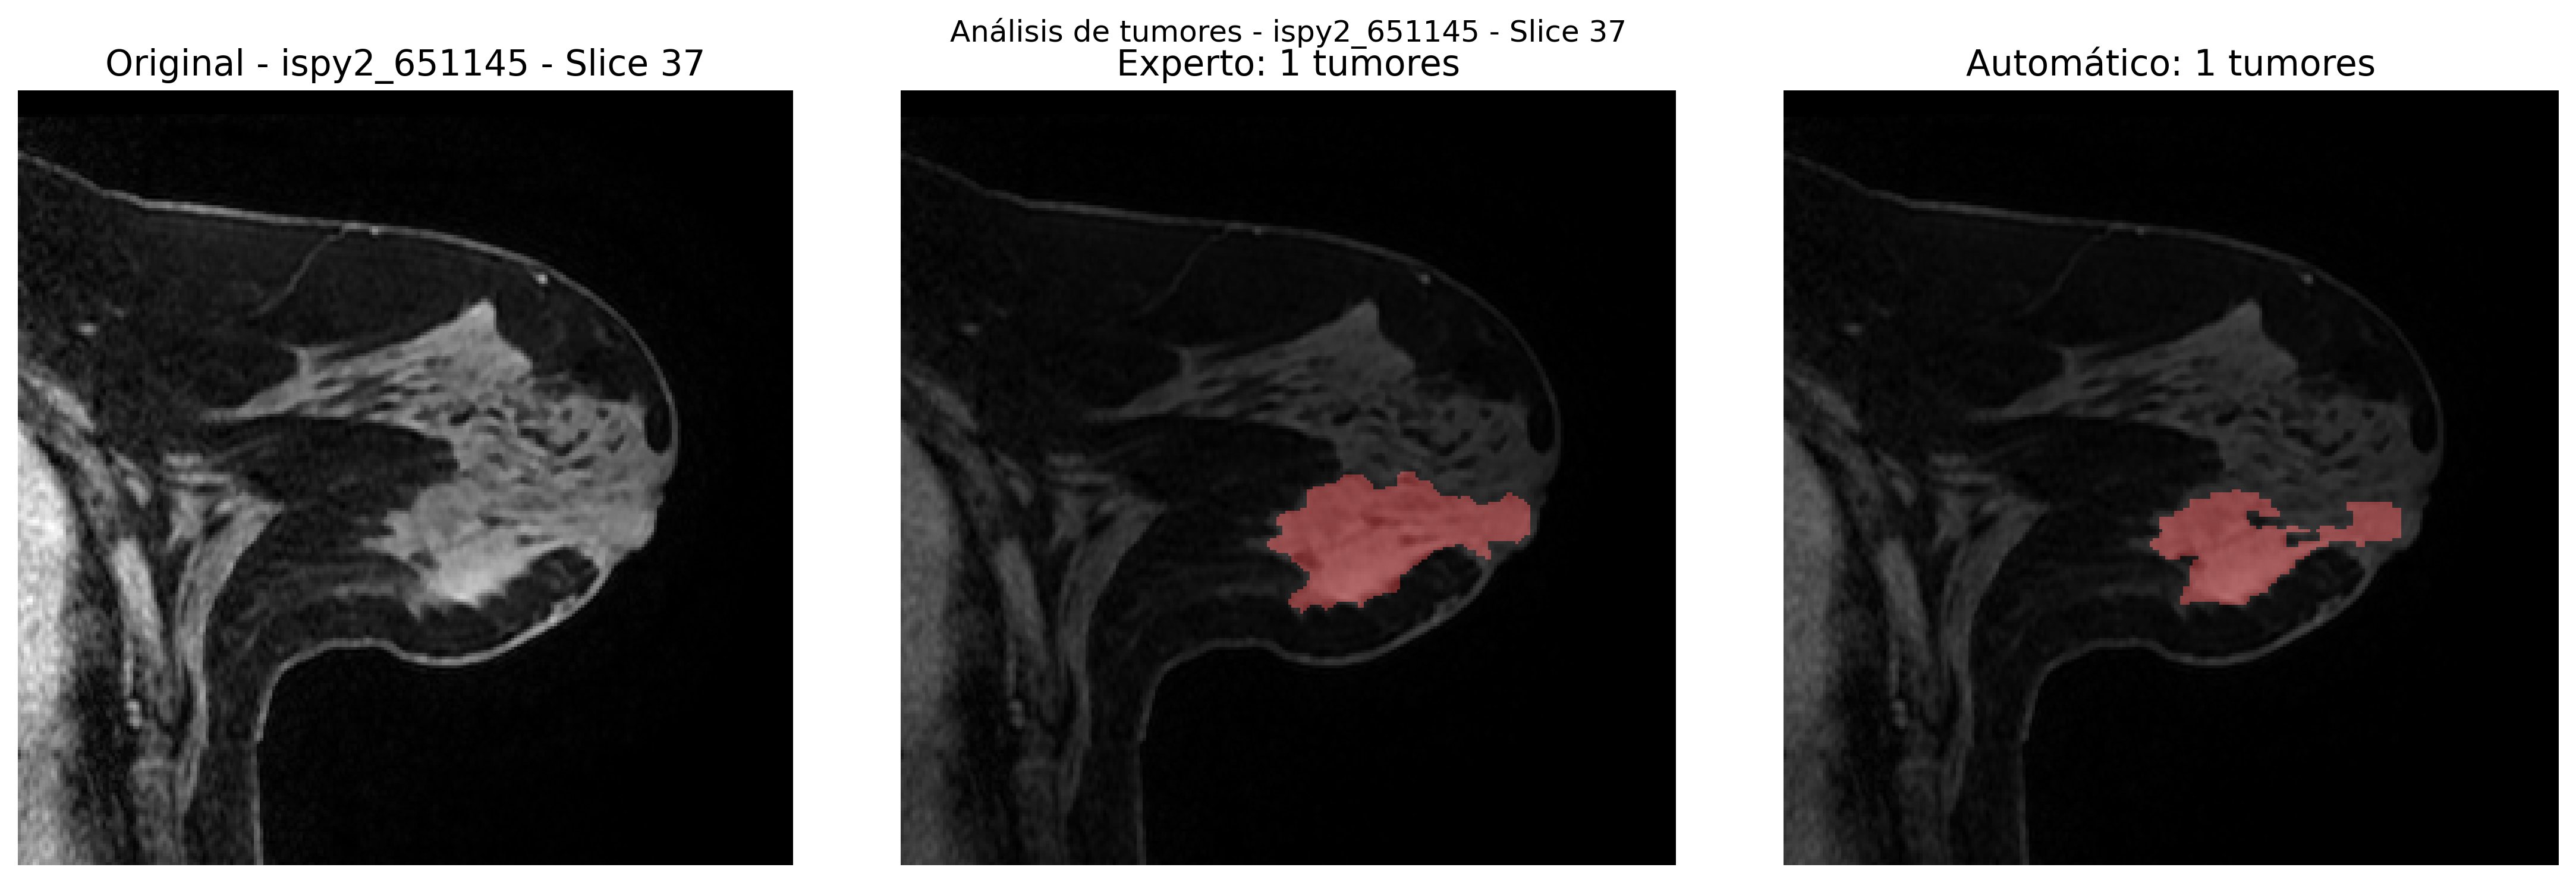 Análisis de tumores - ispy2_651145 - Slice 37
Original - ispy2_651145 - Slice 37
Experto: 1 tumores
Automático: 1 tumores